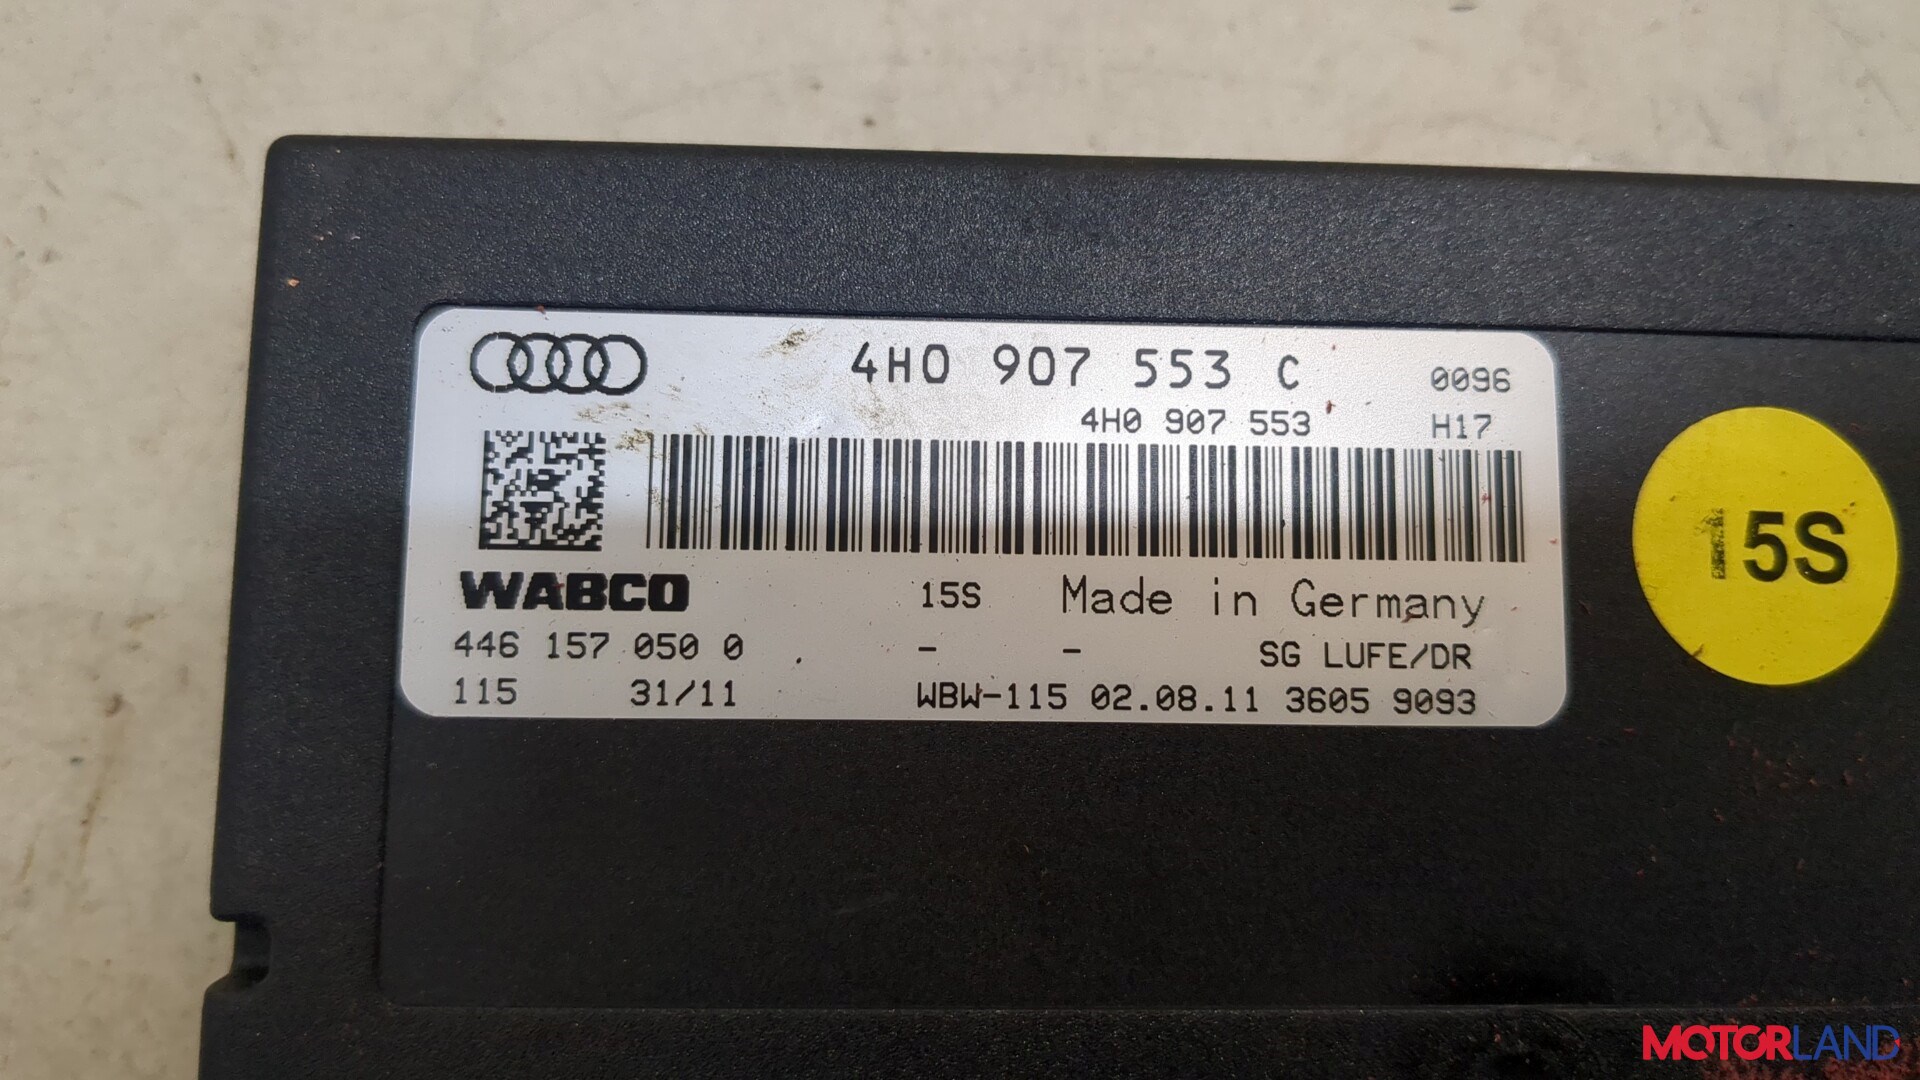 4H0 907 553 C 0096
4H0 907 553 H17
WABCO 15S Made in Germany
446 157 050 0 - - SG LUFE/DR
115 31/11 WBW-115 02.08.11 3605 9093
15S
MOTORLAND